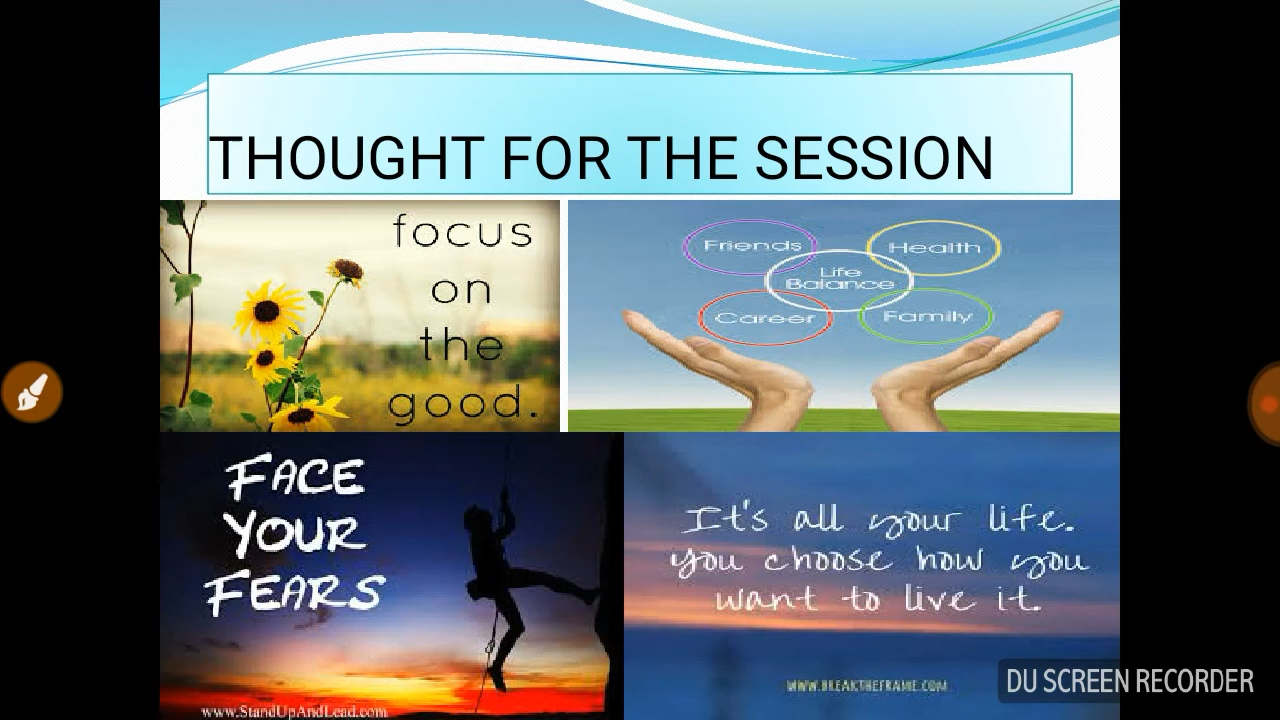 THOUGHT FOR THE SESSION
focus
on
the
good.
Friends
Health
Life
Balance
Career
Family
FACE
YOUR
FEARS
www.StandUpAndLead.com
It's all your life.
you choose how you
want to live it.
WWW.BREAKTHEFRAME.COM
DU SCREEN RECORDER